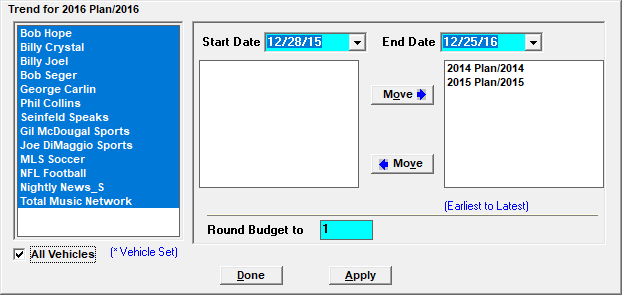 Trend for 2016 Plan/2016
Bob Hope
Billy Crystal
Billy Joel
Bob Seger
George Carlin
Phil Collins
Seinfeld Speaks
Gil McDougal Sports
Joe DiMaggio Sports
MLS Soccer
NFL Football
Nightly News_S
Total Music Network
All Vehicles (* Vehicle Set)
Start Date 12/28/15 End Date 12/25/16
2014 Plan/2014
2015 Plan/2015
Move
Move
(Earliest to Latest)
Round Budget to 1
Done Apply